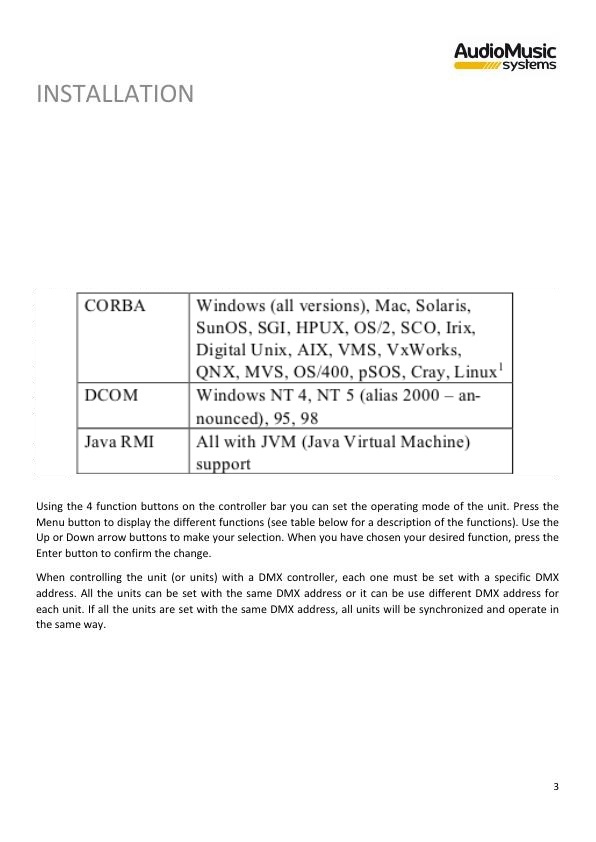 AudioMusic
systems
INSTALLATION
CORBA
Windows (all versions), Mac, Solaris,
SunOS, SGI, HPUX, OS/2, SCO, Irix,
Digital Unix, AIX, VMS, VxWorks,
QNX, MVS, OS/400, pSOS, Cray, Linux1
DCOM
Windows NT 4, NT 5 (alias 2000 – an-
nounced), 95, 98
Java RMI
All with JVM (Java Virtual Machine)
support
Using the 4 function buttons on the controller bar you can set the operating mode of the unit. Press the
Menu button to display the different functions (see table below for a description of the functions). Use the
Up or Down arrow buttons to make your selection. When you have chosen your desired function, press the
Enter button to confirm the change.
When controlling the unit (or units) with a DMX controller, each one must be set with a specific DMX
address. All the units can be set with the same DMX address or it can be use different DMX address for
each unit. If all the units are set with the same DMX address, all units will be synchronized and operate in
the same way.
3